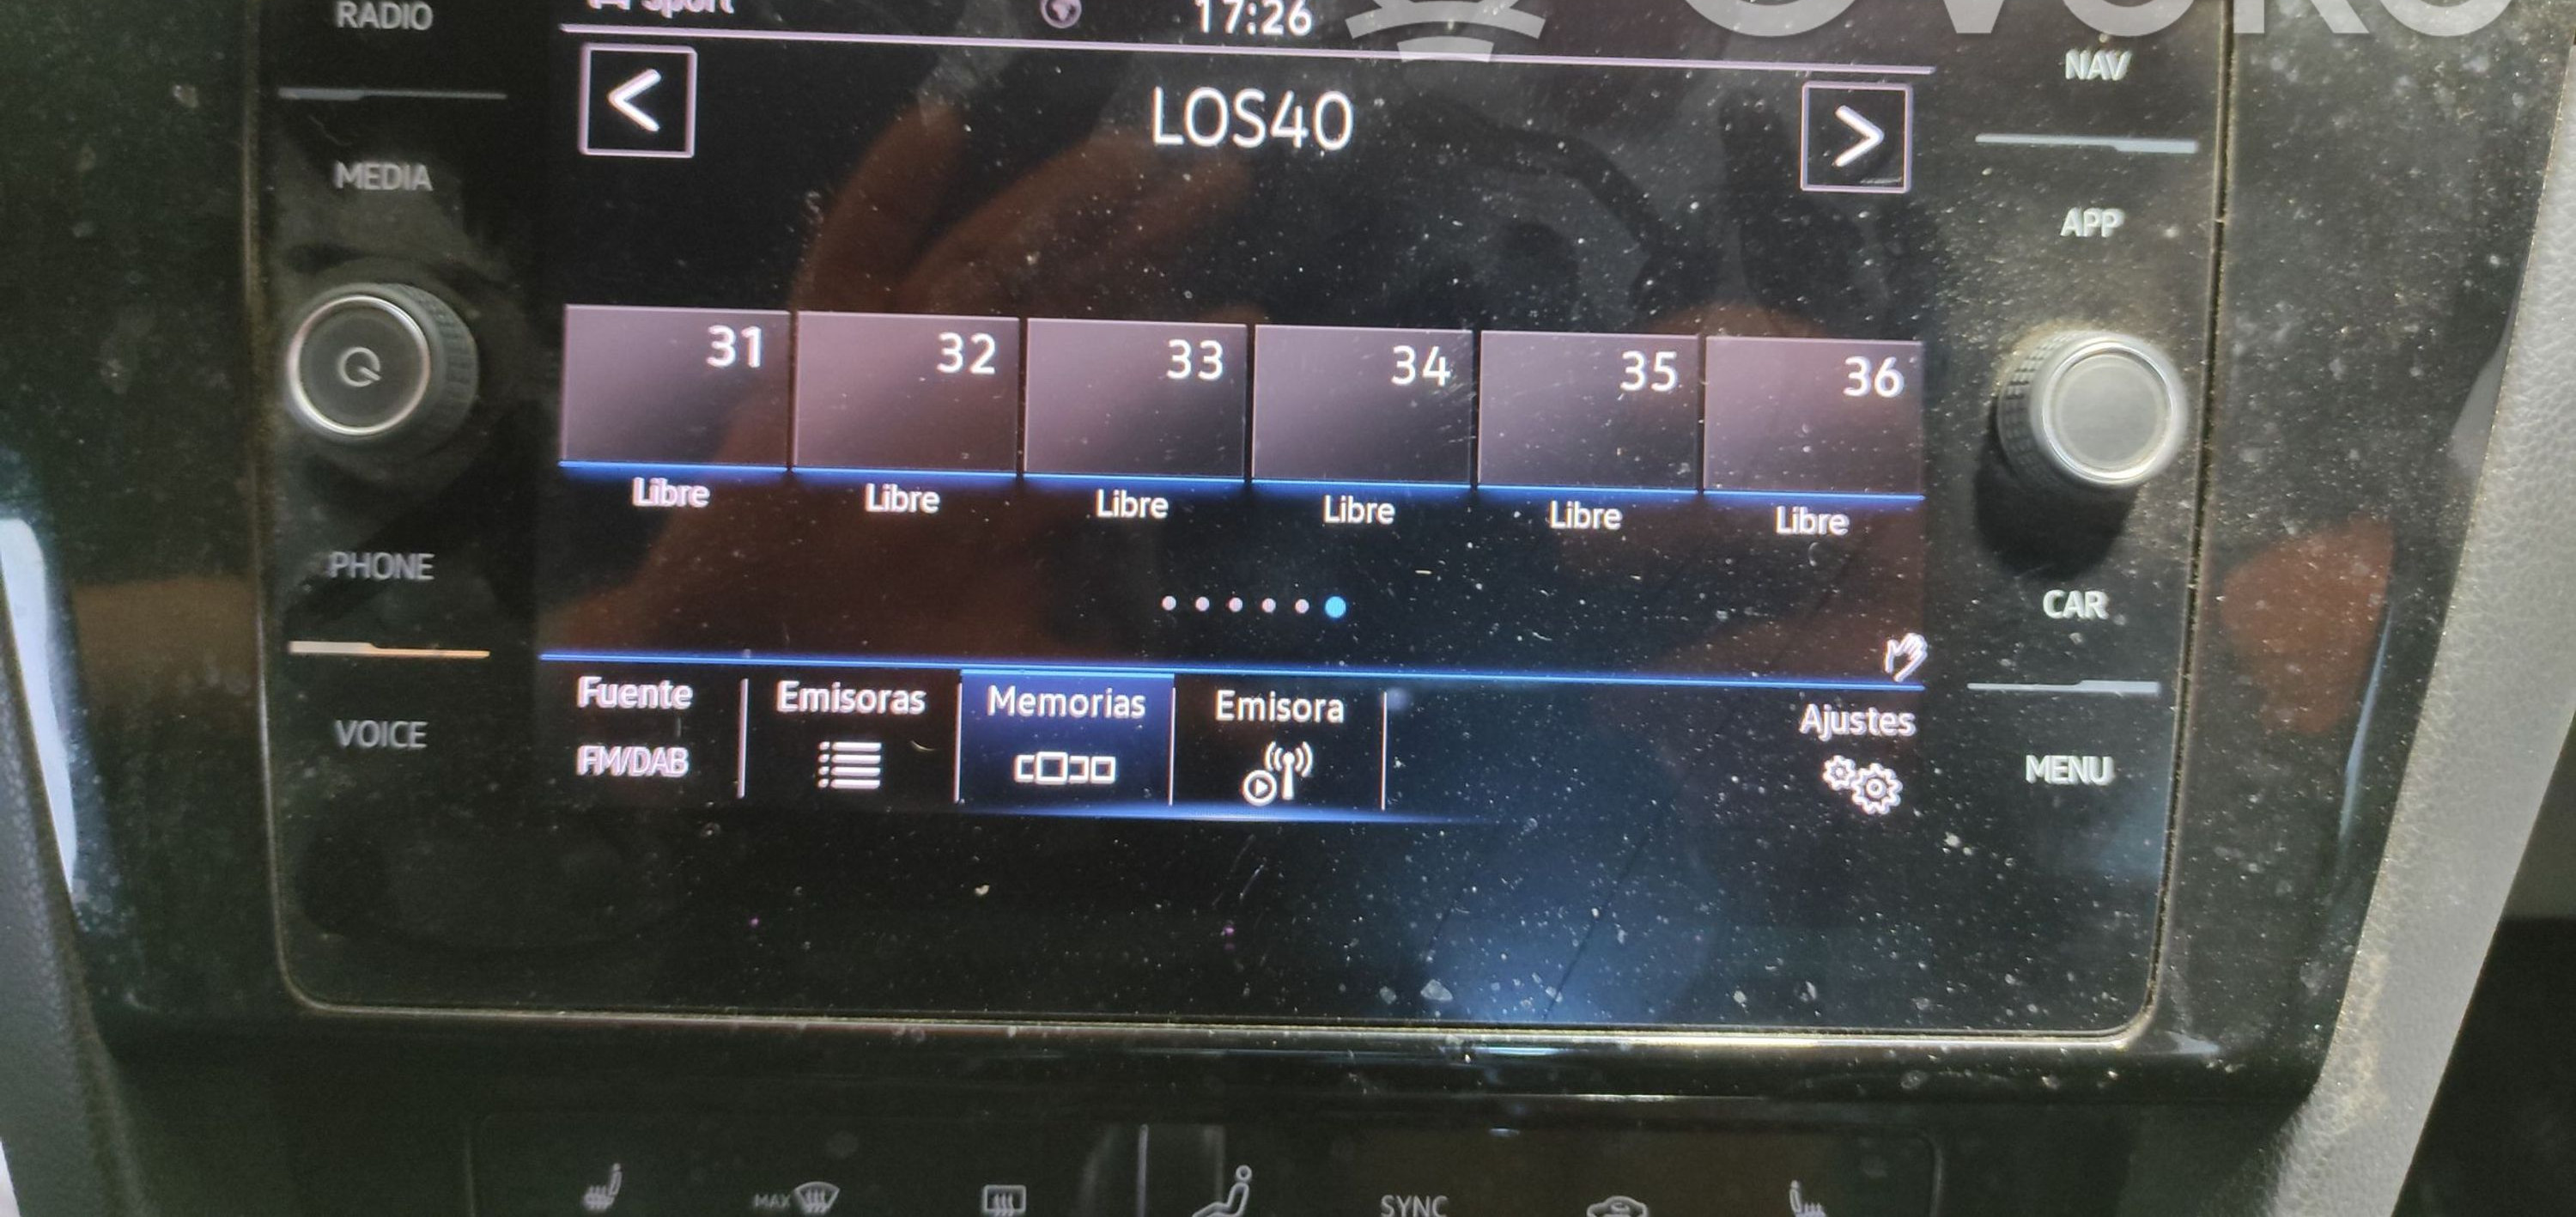 RADIO
Sport
17:26
NAV
LOS40
MEDIA
APP
31
32
33
34
35
36
Libre
Libre
Libre
Libre
Libre
Libre
PHONE
CAR
Fuente
Emisoras
Memorias
Emisora
Ajustes
FM/DAB
VOICE
MENU
MAX
SYNC